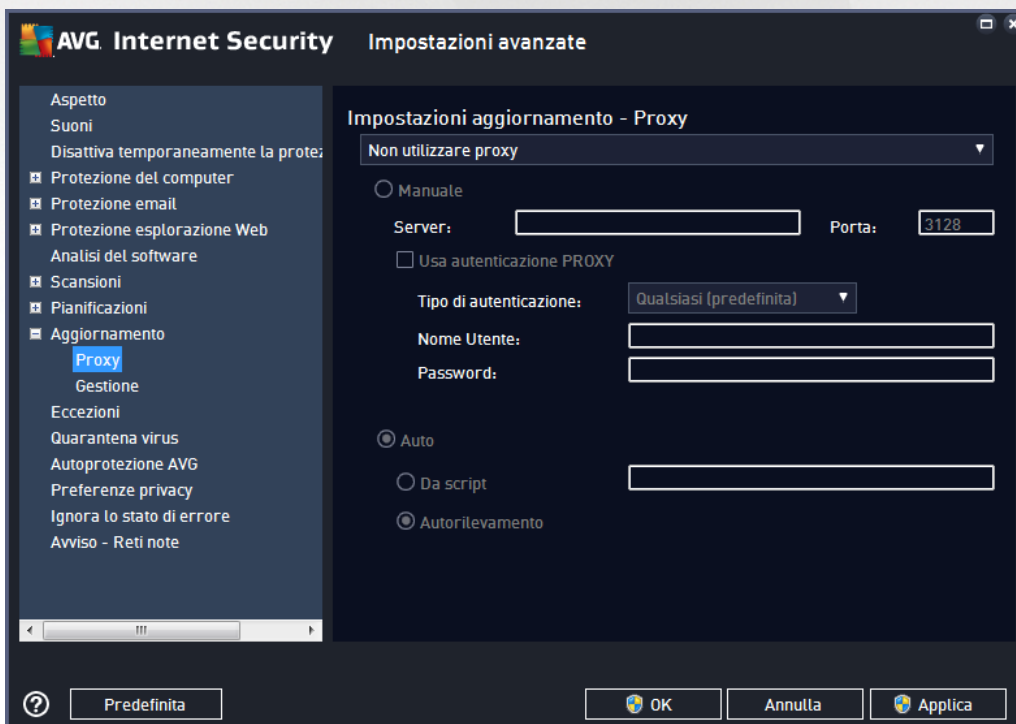 AVG Internet Security Impostazioni avanzate
Aspetto
Suoni
Disattiva temporaneamente la protez
Protezione del computer
Protezione email
Protezione esplorazione Web
Analisi del software
Scansioni
Pianificazioni
Aggiornamento
Proxy
Gestione
Eccezioni
Quarantena virus
Autoprotezione AVG
Preferenze privacy
Ignora lo stato di errore
Avviso - Reti note
Impostazioni aggiornamento - Proxy
Non utilizzare proxy
Manuale
Server: Porta: 3128
Usa autenticazione PROXY
Tipo di autenticazione: Qualsiasi (predefinita)
Nome Utente:
Password:
Auto
Da script
Autorilevamento
Predefinita OK Annulla Applica